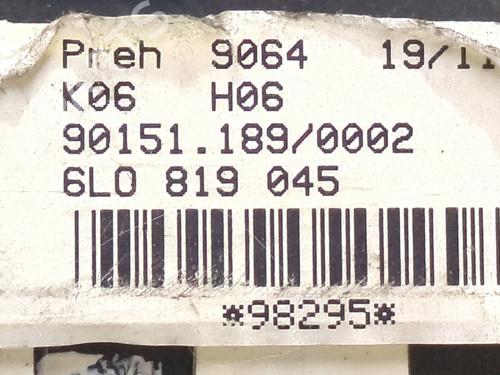 Preh 9064 19/11
K06 H06
90151.189/0002
6L0 819 045
*98295*